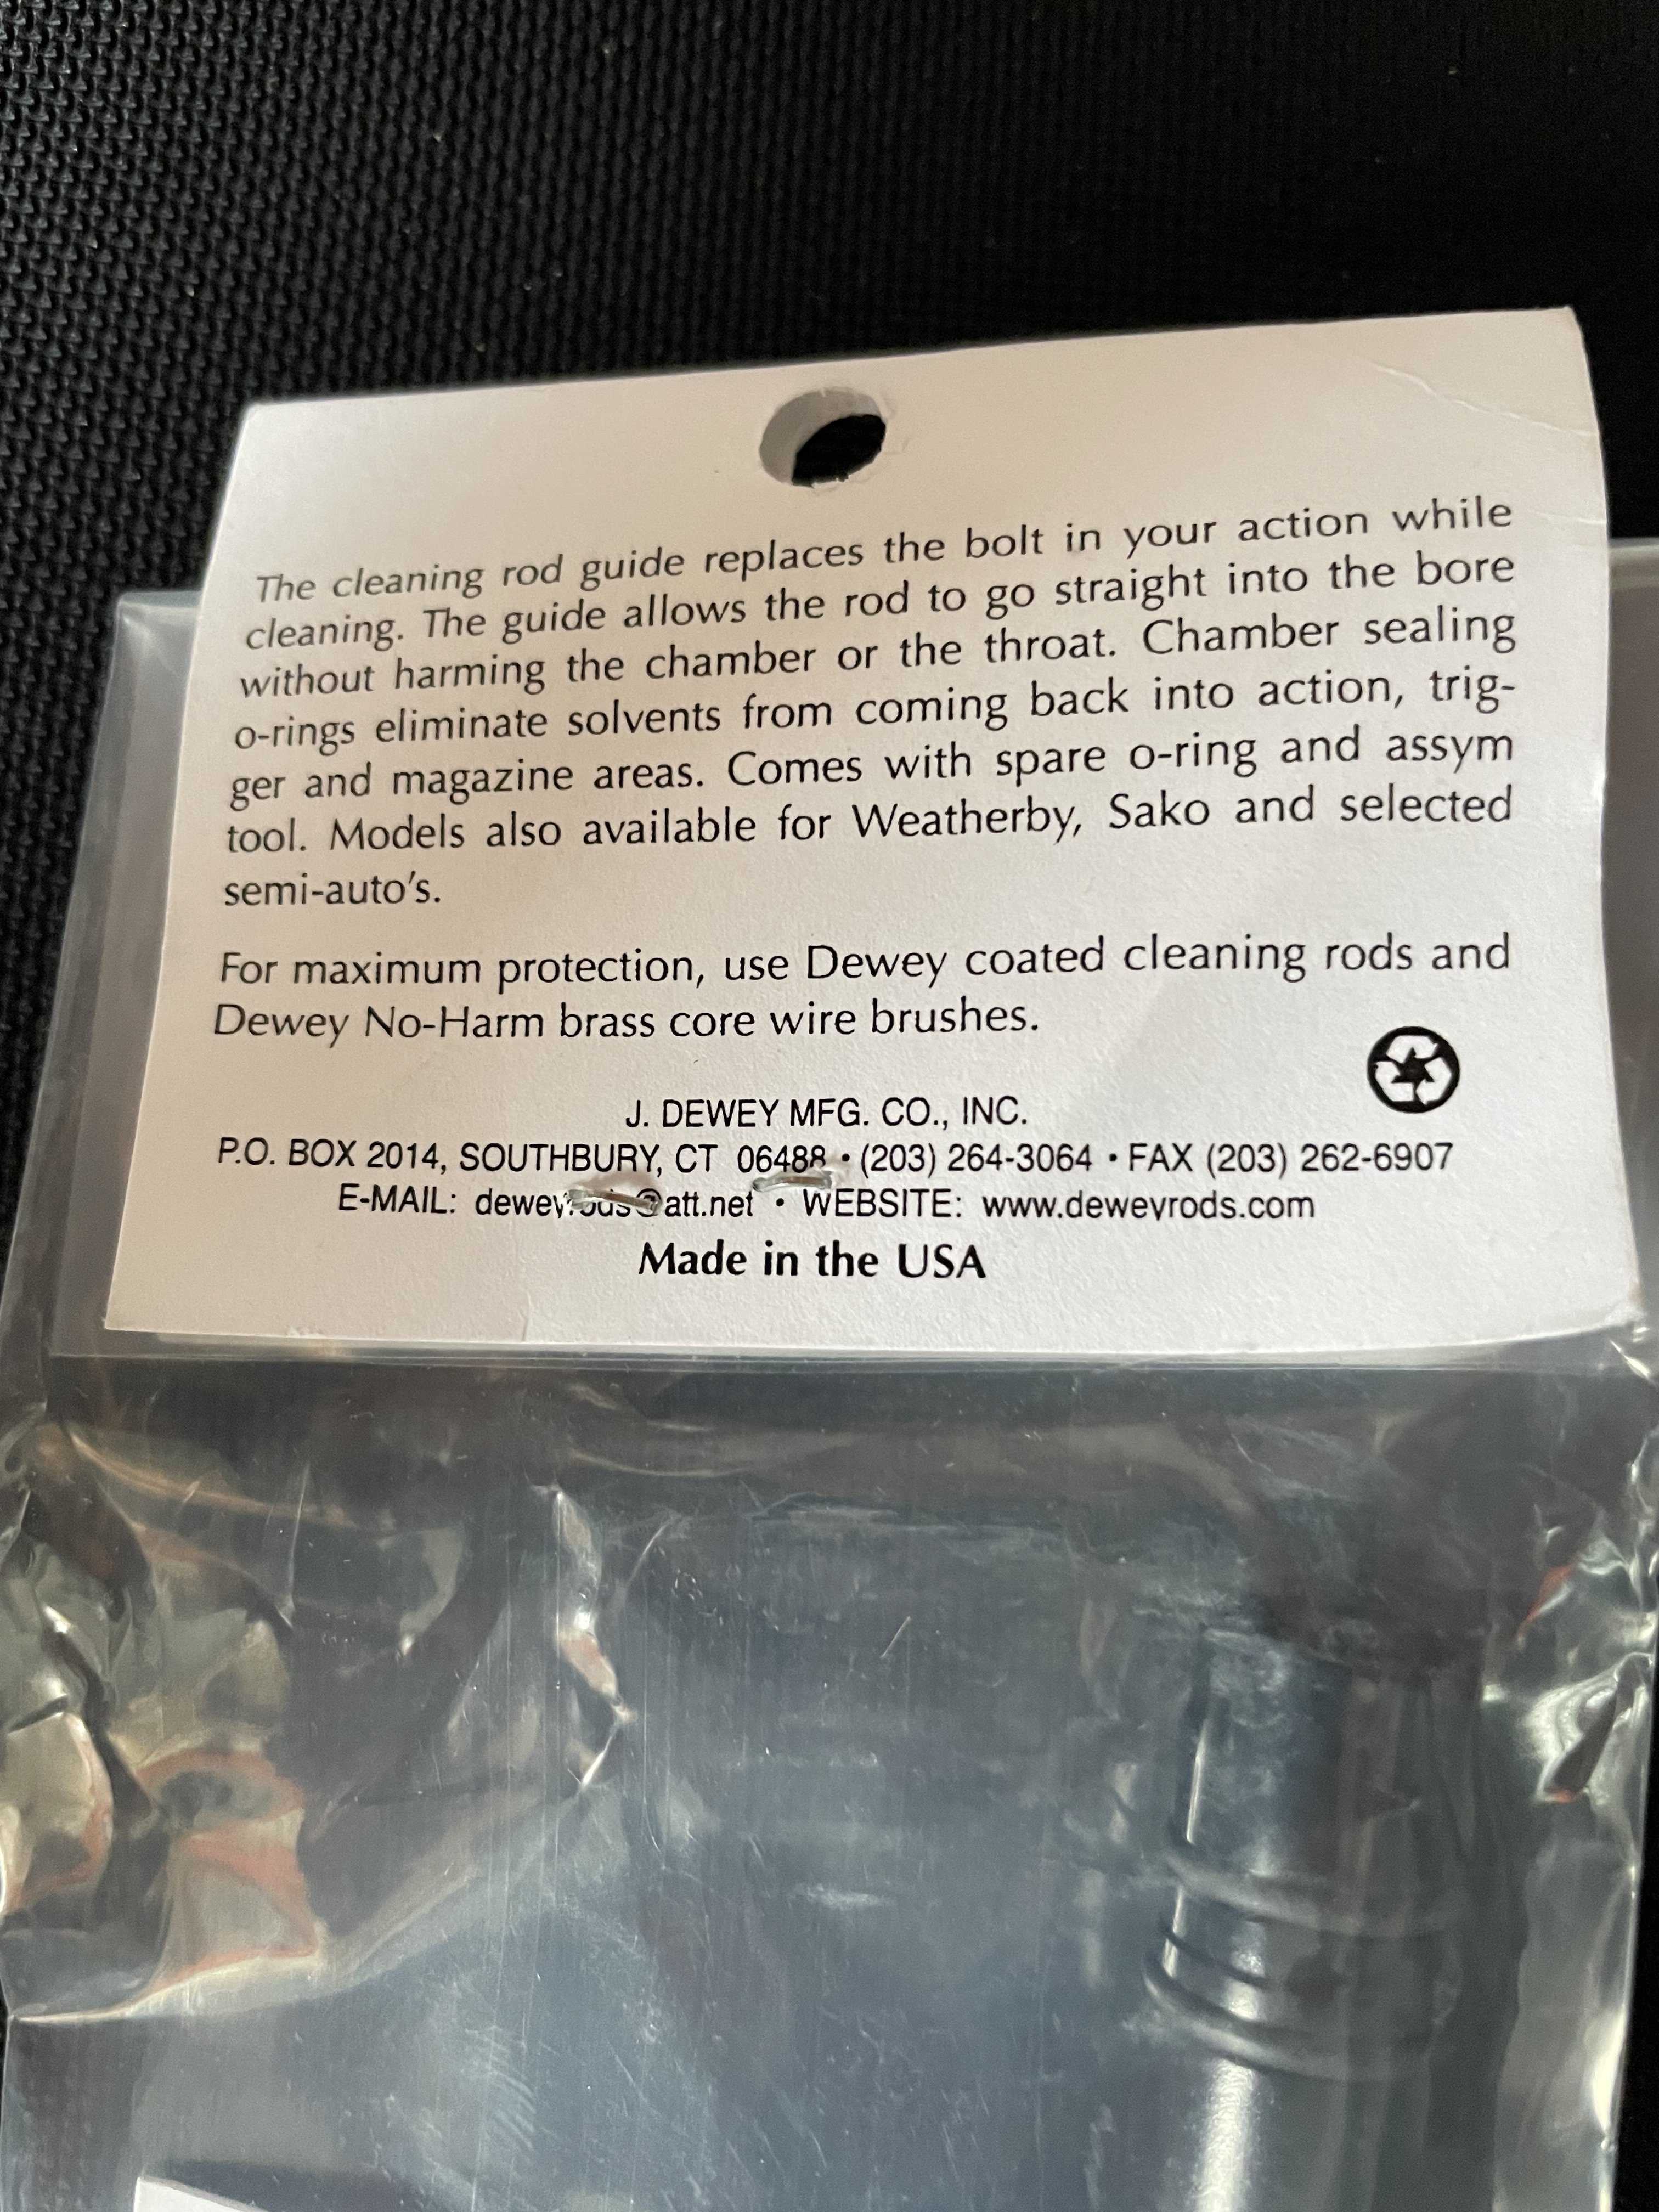 The cleaning rod guide replaces the bolt in your action while
cleaning. The guide allows the rod to go straight into the bore
without harming the chamber or the throat. Chamber sealing
o-rings eliminate solvents from coming back into action, trig-
ger and magazine areas. Comes with spare o-ring and assym
tool. Models also available for Weatherby, Sako and selected
semi-auto's.
For maximum protection, use Dewey coated cleaning rods and
Dewey No-Harm brass core wire brushes.
J. DEWEY MFG. CO., INC.
P.O. BOX 2014, SOUTHBURY, CT 06488 • (203) 264-3064 • FAX (203) 262-6907
E-MAIL: deweyrods@att.net • WEBSITE: www.deweyrods.com
Made in the USA